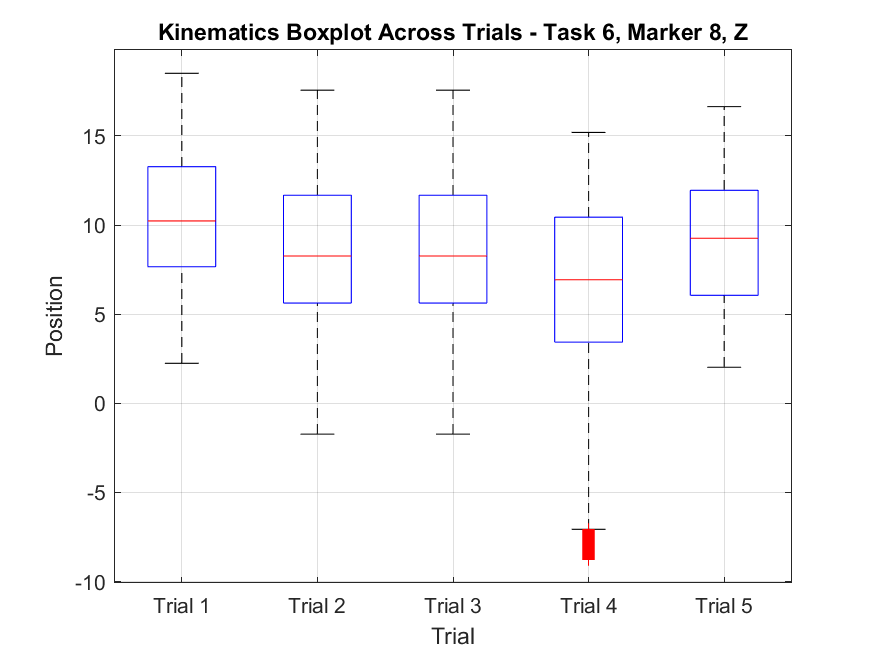 Kinematics Boxplot Across Trials - Task 6, Marker 8, Z
Position
15
10
5
0
-5
-10
Trial 1 Trial 2 Trial 3 Trial 4 Trial 5
Trial